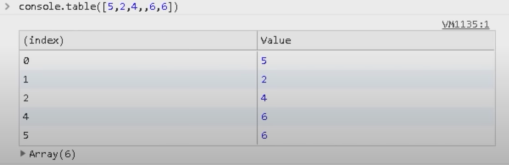 > console.table([5,2,4,,6,6])
VM1135:1
(index) Value
0 5
1 2
2 4
4 6
5 6
▶Array(6)